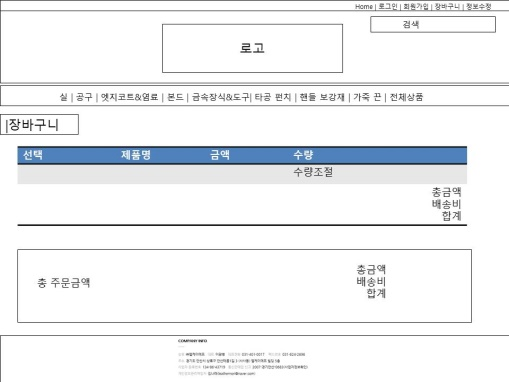 Home | 로그인 | 회원가입 | 장바구니 | 정보수정
검색
로고
실 | 공구 | 엣지코트&염료 | 본드 | 금속장식&도구| 타공 펀치 | 핸들 보강재 | 가죽 끈 | 전체상품
|장바구니
선택 제품명 금액 수량
수량조절
총금액
배송비
합계
총 주문금액
총금액
배송비
합계
COMPANY INFO